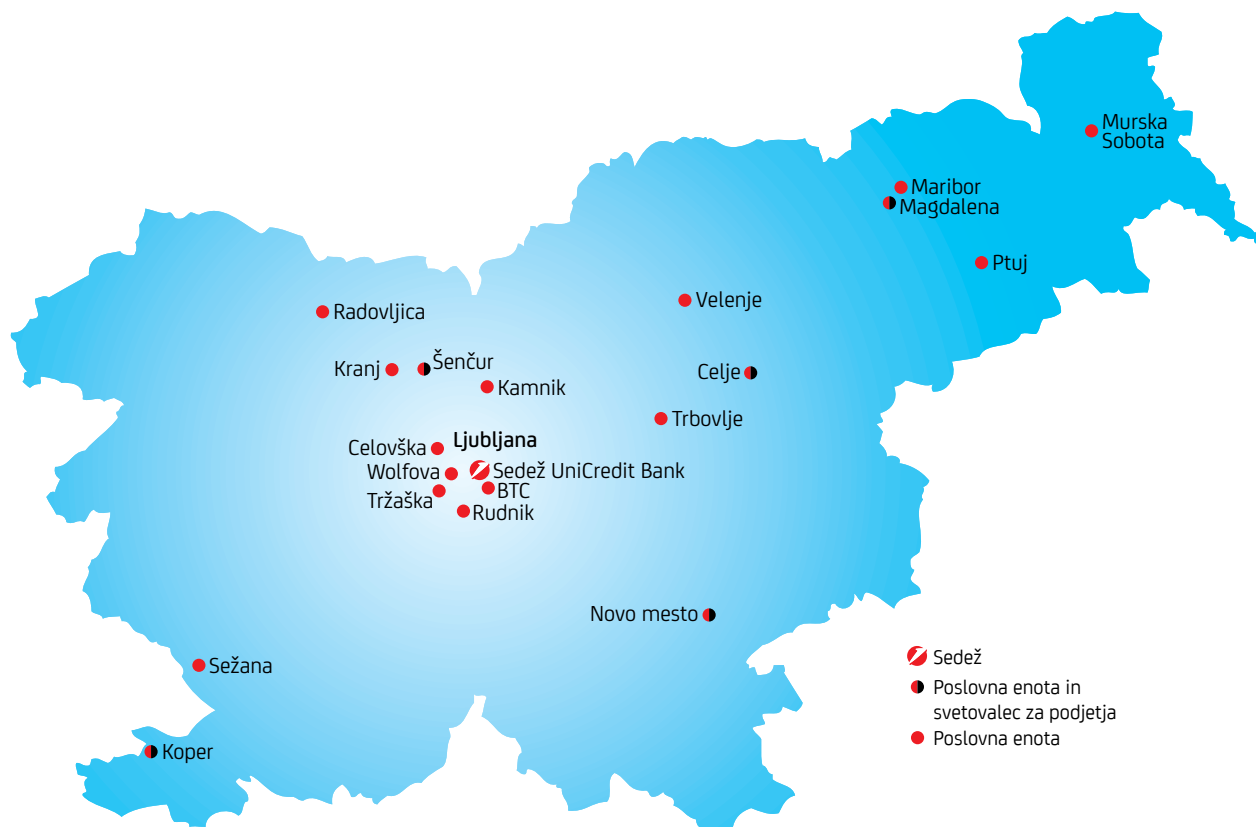 Murska
Sobota
Maribor
Magdalena
Ptuj
Velenje
Radovljica
Šenčur
Kranj
Celje
Kamnik
Trbovlje
Ljubljana
Celovška
Sedež UniCredit Bank
Wolfova
BTC
Tržaška
Rudnik
Novo mesto
Sežana
Koper
Sedež
Poslovna enota in
svetovalec za podjetja
Poslovna enota